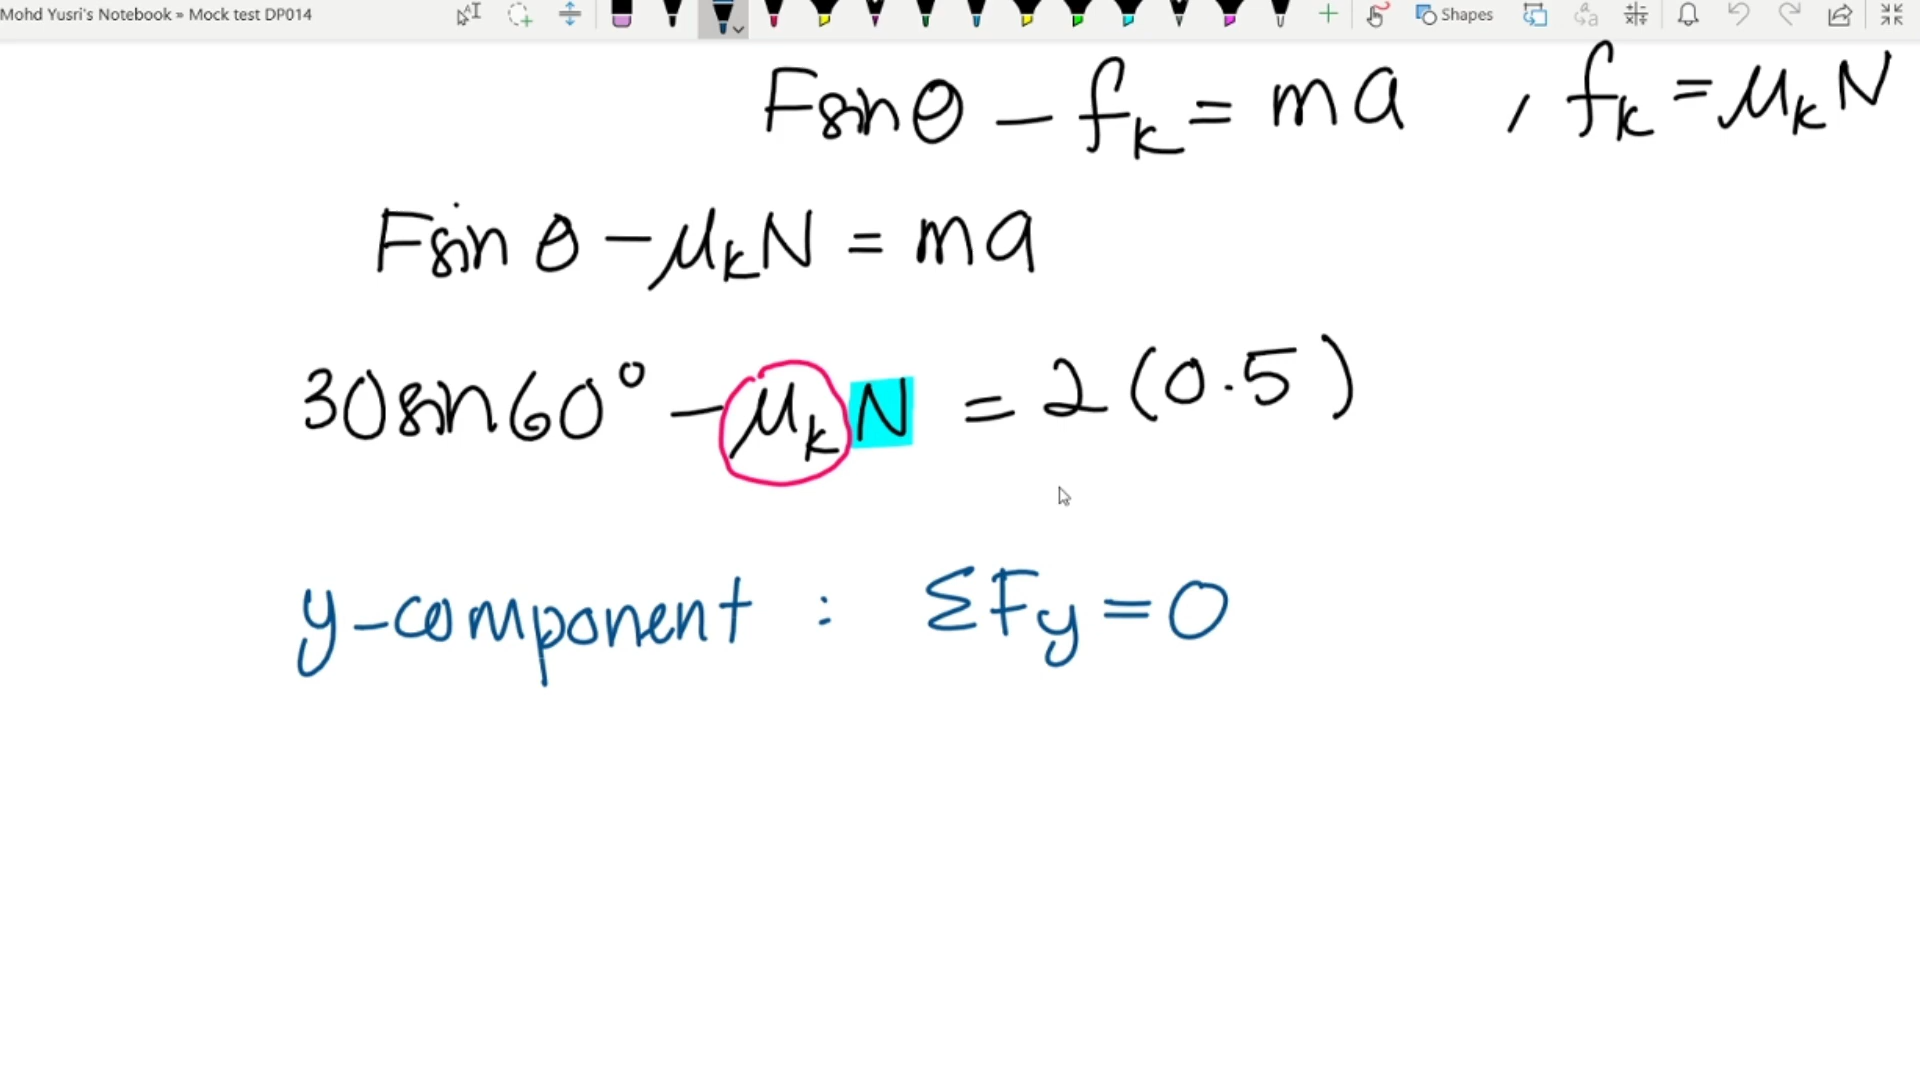 Mohd Yusri's Notebook » Mock test DP014
Shapes
Fsinθ − fₖ = ma , fₖ = μₖN
Fsin θ − μₖN = ma
30sin60° − μₖN = 2(0.5)
y-component : ΣFy = 0